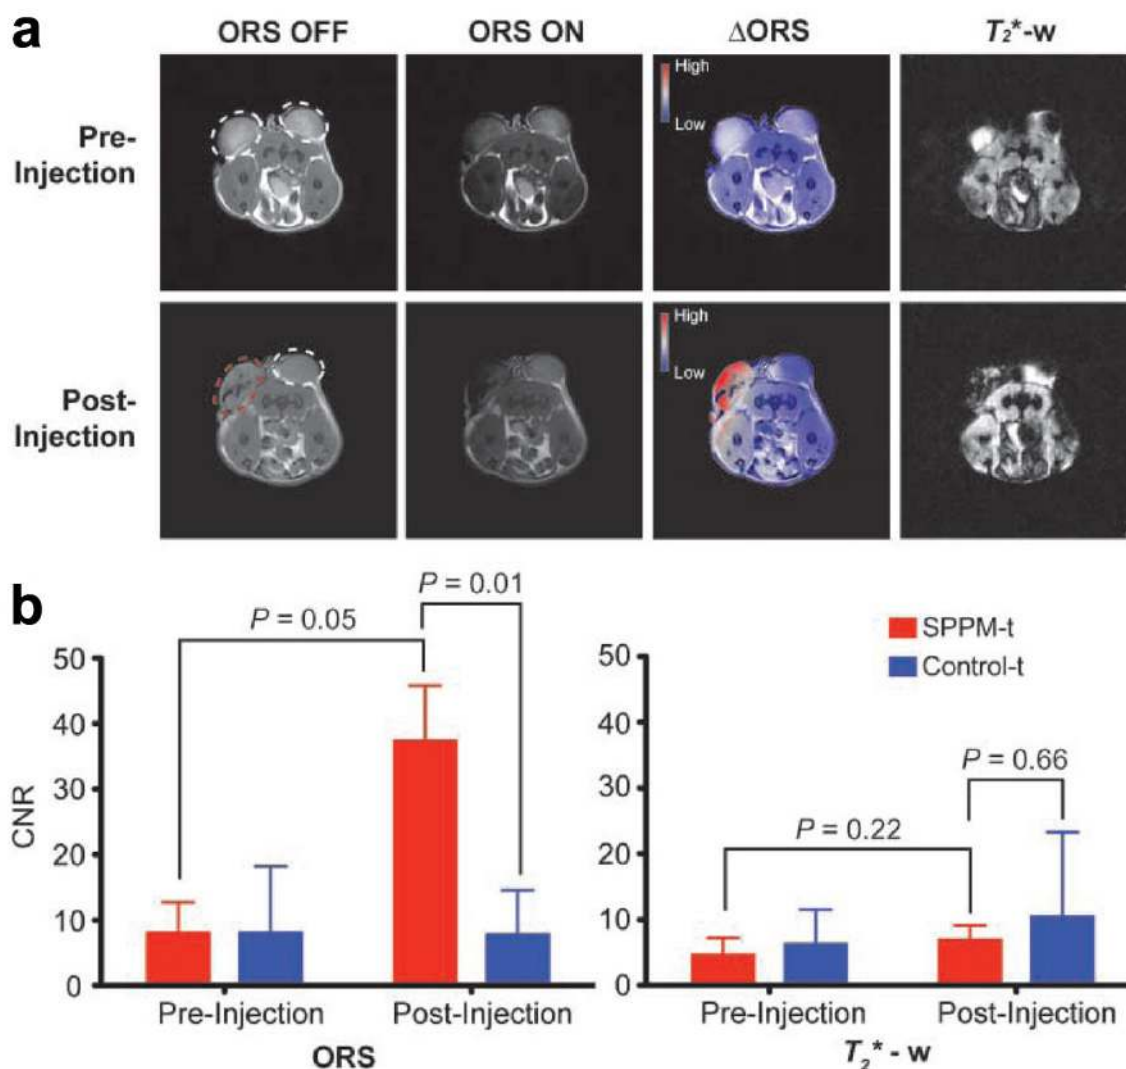 a
ORS OFF
ORS ON
ΔORS
T₂*-w
Pre-
Injection
High
Low
Post-
Injection
High
Low
b
P = 0.05
P = 0.01
SPPM-t
Control-t
P = 0.22
P = 0.66
CNR
50
40
30
20
10
0
50
40
30
20
10
0
Pre-Injection
Post-Injection
Pre-Injection
Post-Injection
ORS
T₂* - w